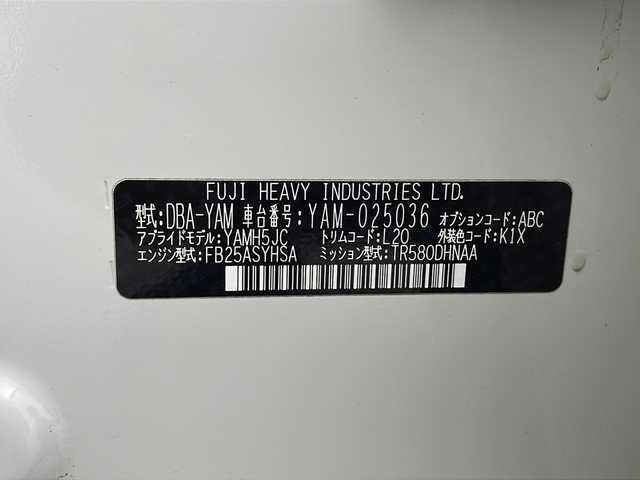 FUJI HEAVY INDUSTRIES LTD.
型式:DBA-YAM 車台番号:YAM-025036 オプションコード:ABC
アプライドモデル:YAMH5JC トリムコード:L20 外装色コード:K1X
エンジン型式:FB25ASYHSA ミッション型式:TR580DHNAA